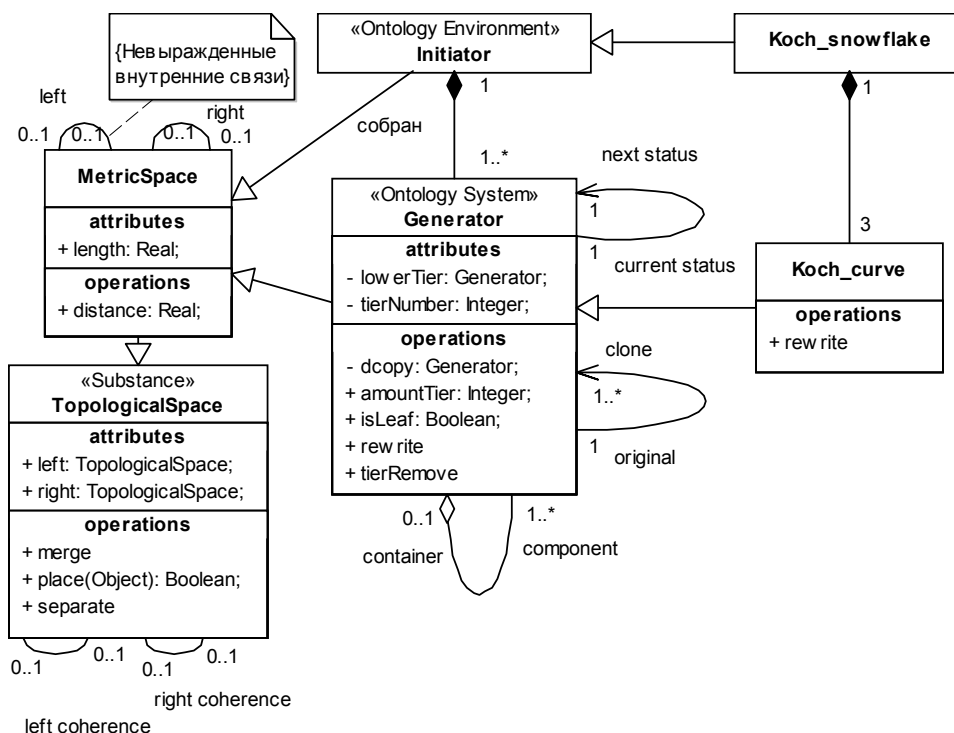 {Невыражденные
внутренние связи}
«Ontology Environment»
Initiator
Koch_snowflake
left
right
0..1
0..1
0..1
0..1
1
1
собран
1..*
MetricSpace
attributes
+ length: Real;
operations
+ distance: Real;
«Ontology System»
Generator
attributes
- lowerTier: Generator;
- tierNumber: Integer;
operations
- dcopy: Generator;
+ amountTier: Integer;
+ isLeaf: Boolean;
+ rewrite
+ tierRemove
next status
1
1
current status
3
Koch_curve
operations
+ rewrite
clone
1..*
1
original
«Substance»
TopologicalSpace
attributes
+ left: TopologicalSpace;
+ right: TopologicalSpace;
operations
+ merge
+ place(Object): Boolean;
+ separate
0..1
1..*
container
component
0..1
0..1
0..1
0..1
right coherence
left coherence